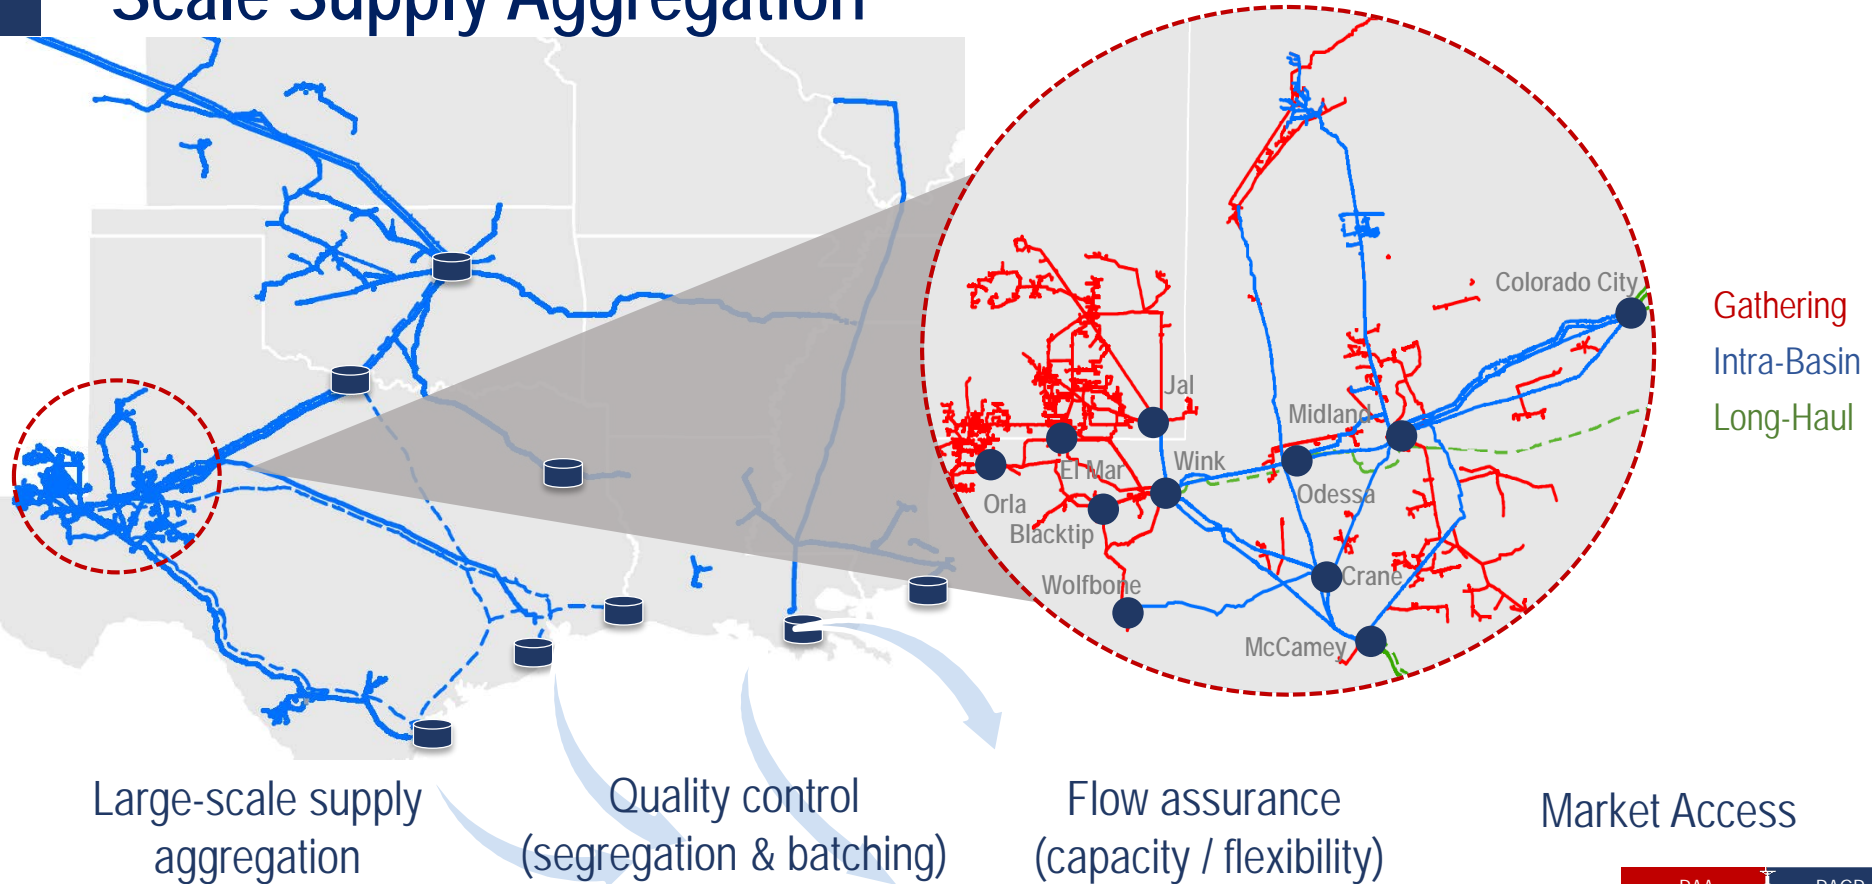 Scale Supply Aggregation
Colorado City
Gathering
Intra-Basin
Long-Haul
Jal
Midland
El Mar
Wink
Odessa
Orla
Blacktip
Crane
Wolfbone
McCamey
Large-scale supply
aggregation
Quality control
(segregation & batching)
Flow assurance
(capacity / flexibility)
Market Access